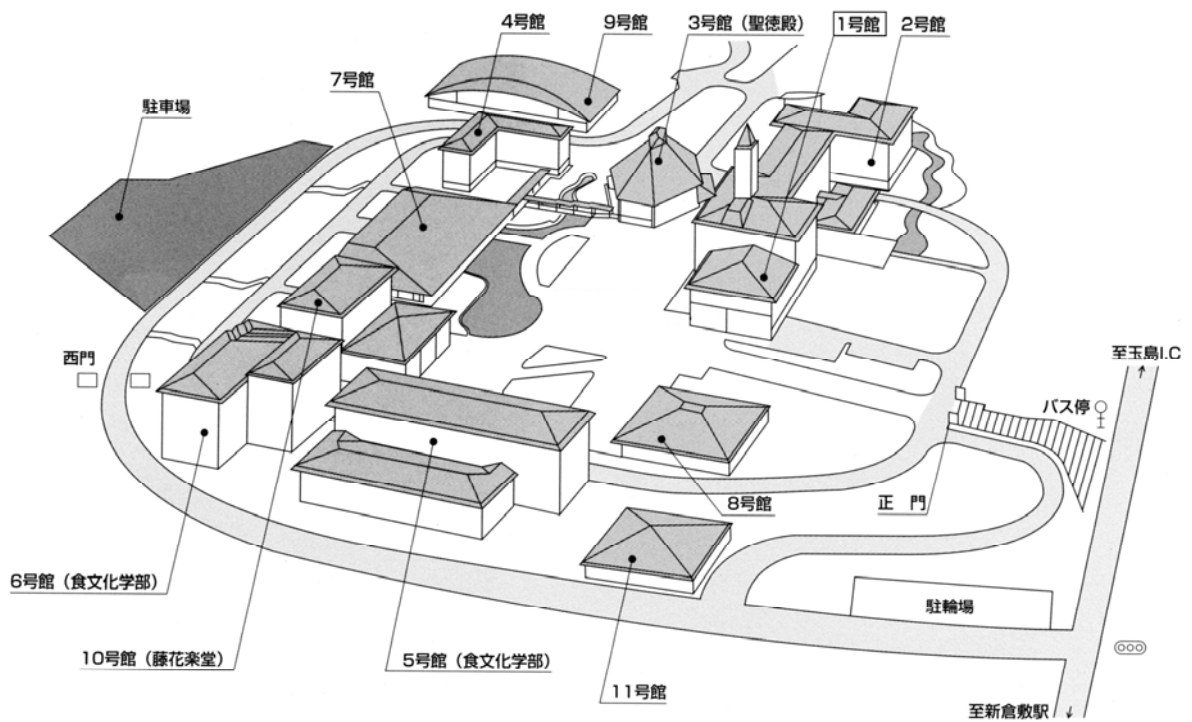 4号館
9号館
3号館(聖徳殿)
1号館
2号館
7号館
駐車場
西門
至玉島I.C
バス停
8号館
正 門
6号館(食文化学部)
駐輪場
10号館(藤花楽堂)
5号館(食文化学部)
11号館
至新倉敷駅